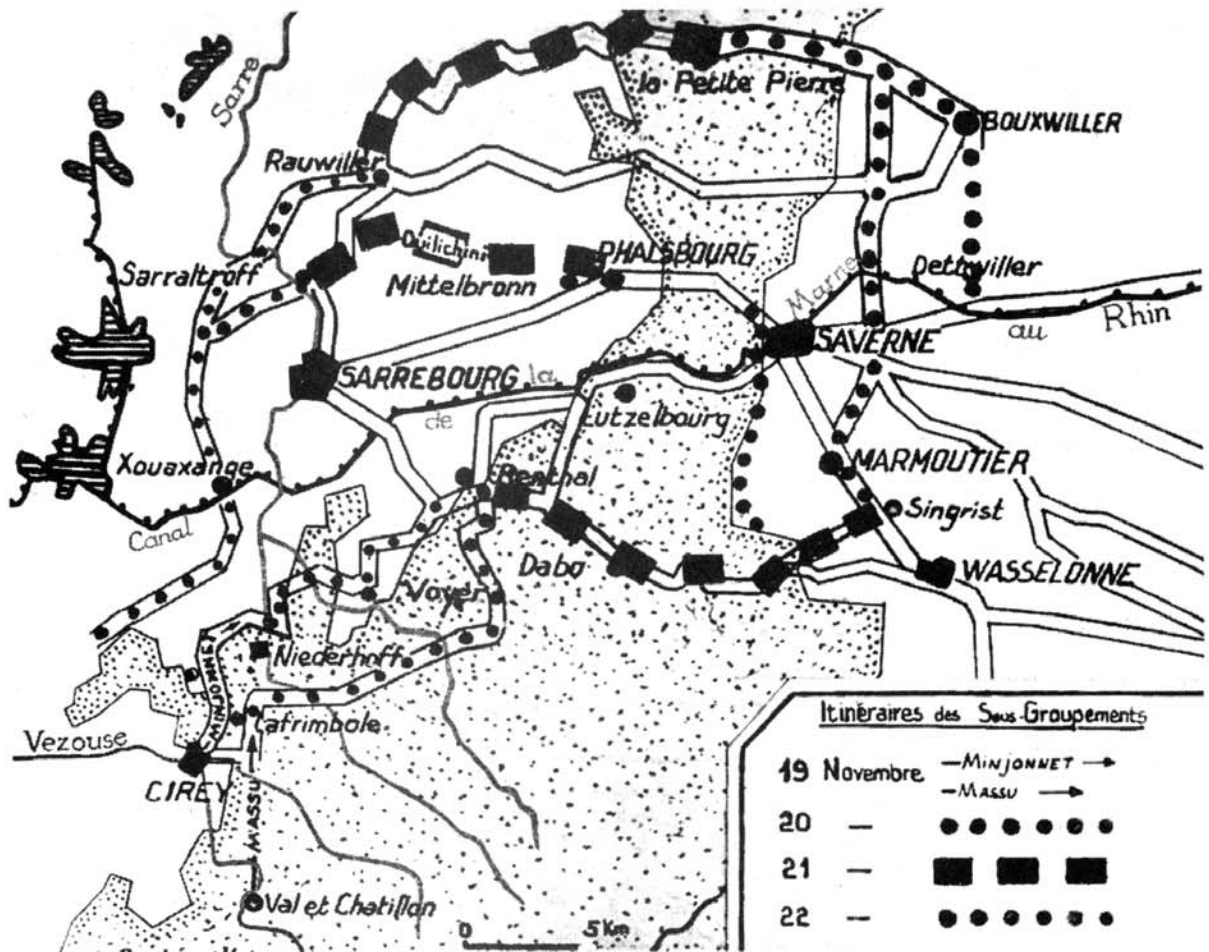 Sarre
la Petite Pierre
BOUXWILLER
Rauwiller
Quilichini
PHALSBOURG
Mittelbronn
Sarraltroff
Dettwiller
Marne
au Rhin
SAVERNE
SARREBOURG
la
de
Lutzelbourg
Xouaxange
MARMOUTIER
Canal
Singrist
Dabo
WASSELONNE
Voyer
Niederhoff
MINJONNET
Lafrimbole
Vezouse
CIREY
MASSU
Val et Chatillon
0 5 Km
Itinéraires des Sous-Groupements
19 Novembre — MINJONNET →
— MASSU →
20 —
21 —
22 —